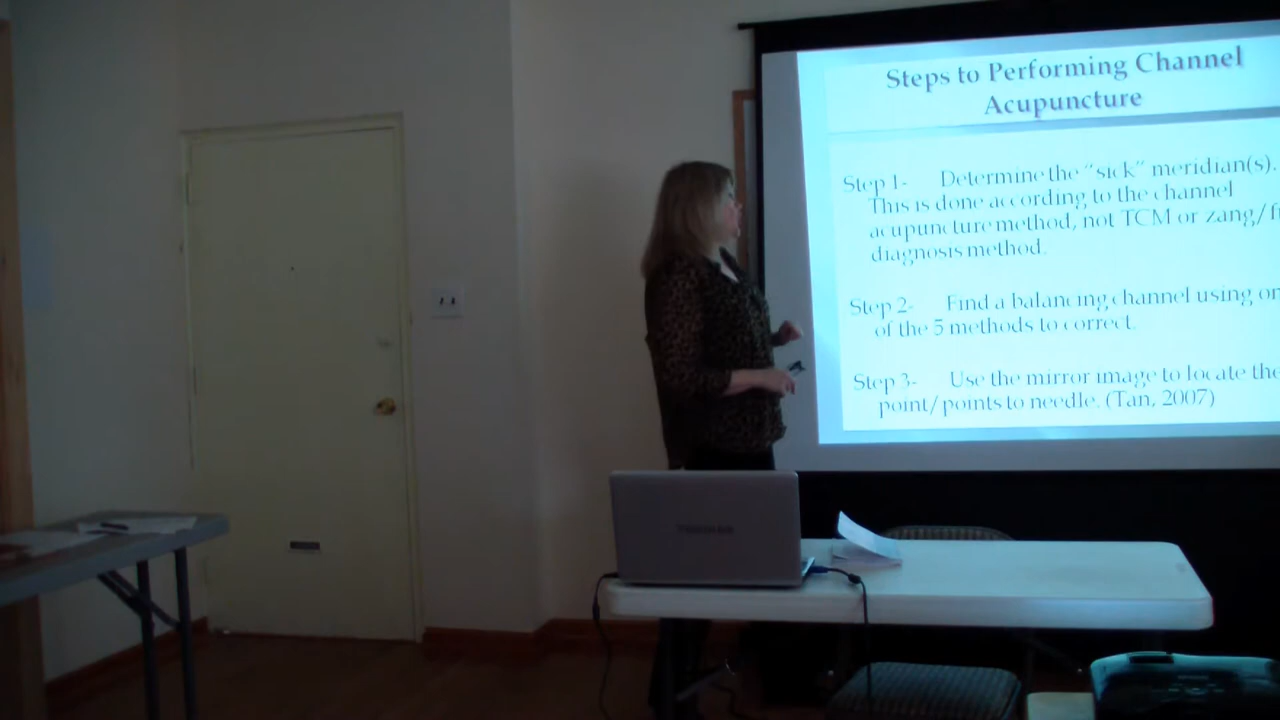 Steps to Performing Channel
Acupuncture
Step 1- Determine the “sick” meridian(s).
This is done according to the channel
acupuncture method, not TCM or zang/f
diagnosis method.
Step 2- Find a balancing channel using on
of the 5 methods to correct.
Step 3- Use the mirror image to locate the
point/points to needle. (Tan, 2007)
TOSHIBA